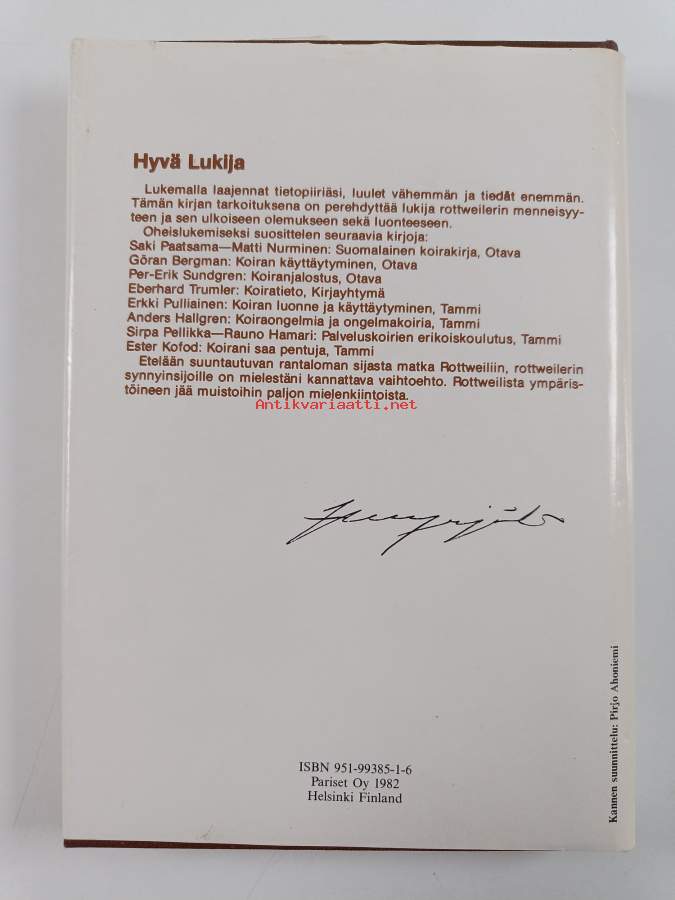 Hyvä Lukija
Lukemalla laajennat tietopiiriäsi, luulet vähemmän ja tiedät enemmän.
Tämän kirjan tarkoituksena on perehdyttää lukija rottweilerin menneisyy-
teen ja sen ulkoiseen olemukseen sekä luonteeseen.
Oheislukemiseksi suosittelen seuraavia kirjoja:
Saki Paatsama—Matti Nurminen: Suomalainen koirakirja, Otava
Göran Bergman: Koiran käyttäytyminen, Otava
Per-Erik Sundgren: Koiranjalostus, Otava
Eberhard Trumler: Koiratieto, Kirjayhtymä
Erkki Pulliainen: Koiran luonne ja käyttäytyminen, Tammi
Anders Hallgren: Koiraongelmia ja ongelmakoiria, Tammi
Sirpa Pellikka—Rauno Hamari: Palveluskoirien erikoiskoulutus, Tammi
Ester Kofod: Koirani saa pentuja, Tammi
Etelään suuntautuvan rantaloman sijasta matka Rottweiliin, rottweilerin
synnyinsijoille on mielestäni kannattava vaihtoehto. Rottweilista ympäris-
töineen jää muistoihin paljon mielenkiintoista.
Antikvariaatti.net
ISBN 951-99385-1-6
Pariset Oy 1982
Helsinki Finland
Kannen suunnittelu: Pirjo Ahoniemi